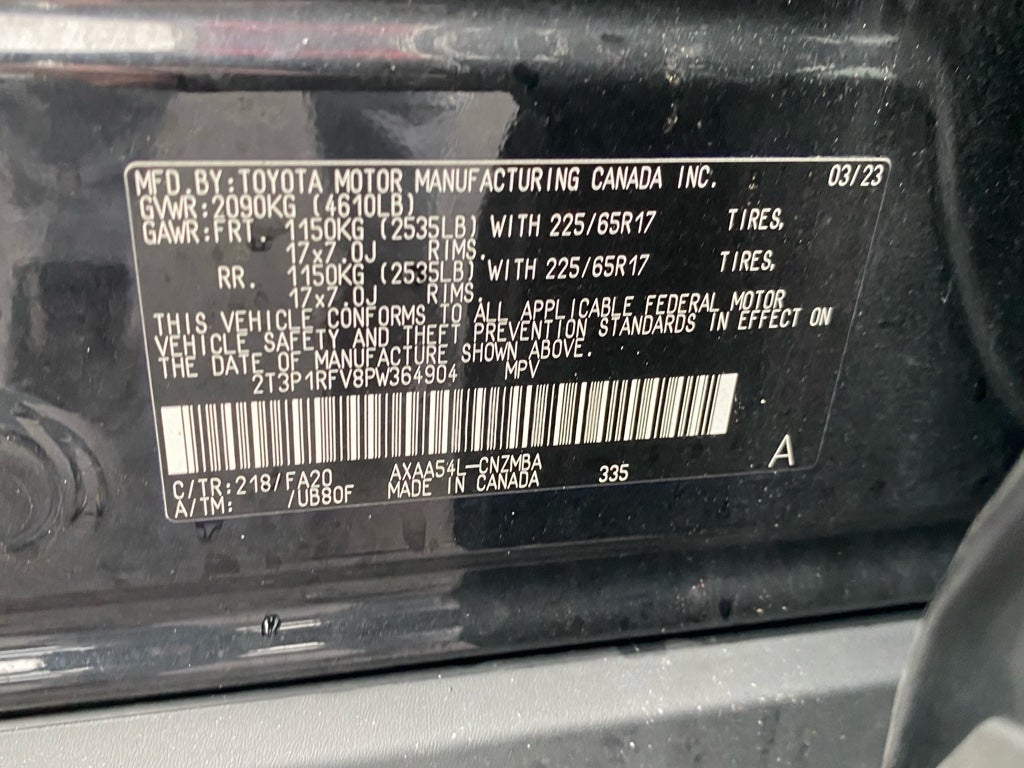 MFD.BY:TOYOTA MOTOR MANUFACTURING CANADA INC. 03/23
GVWR:2090KG (4610LB)
GAWR:FRT. 1150KG (2535LB) WITH 225/65R17 TIRES,
17x7.0J RIMS.
RR. 1150KG (2535LB) WITH 225/65R17 TIRES,
17x7.0J RIMS.
THIS VEHICLE CONFORMS TO ALL APPLICABLE FEDERAL MOTOR
VEHICLE SAFETY AND THEFT PREVENTION STANDARDS IN EFFECT ON
THE DATE OF MANUFACTURE SHOWN ABOVE.
2T3P1RFV8PW364904 MPV
C/TR:218/FA20 AXAA54L-CNZMBA 335 A
A/TM: /UB80F MADE IN CANADA